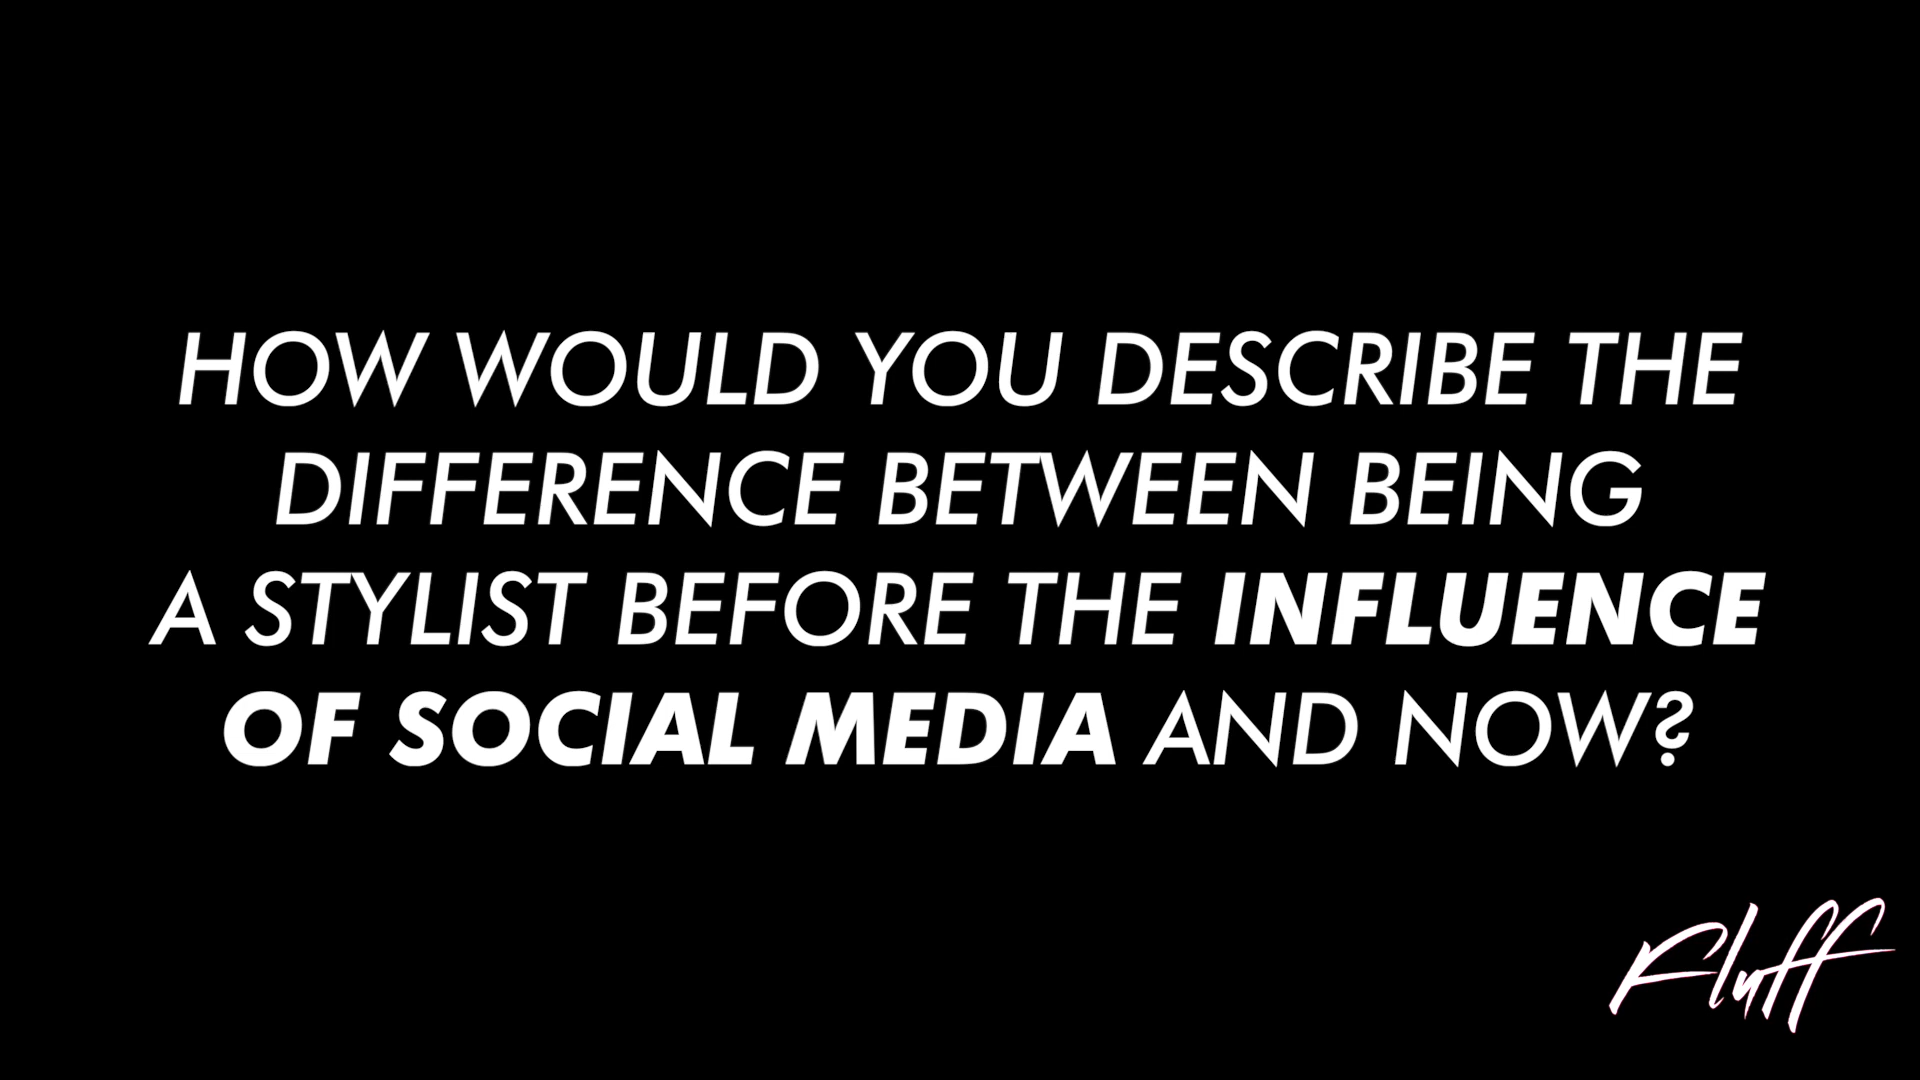 HOW WOULD YOU DESCRIBE THE
DIFFERENCE BETWEEN BEING
A STYLIST BEFORE THE INFLUENCE
OF SOCIAL MEDIA AND NOW?
Fluff